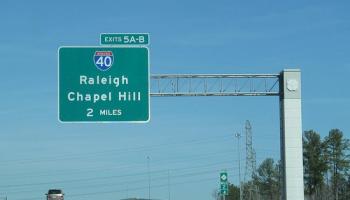 EXITS 5A-B
40
Raleigh
Chapel Hill
2 MILES